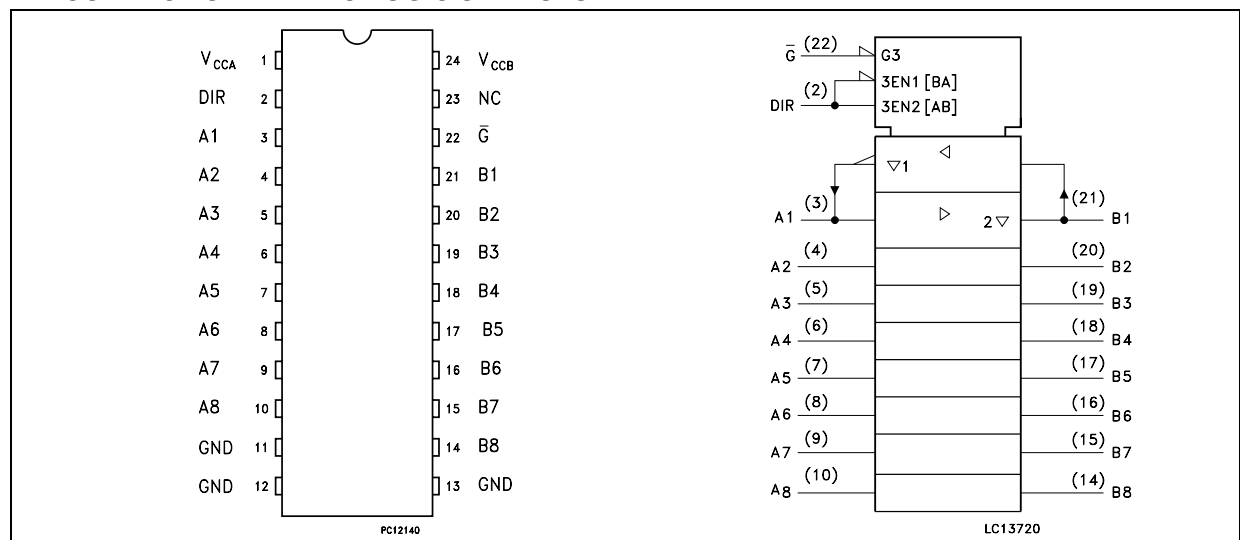 V_CCA 1 24 V_CCB
DIR 2 23 NC
A1 3 22 G̅
A2 4 21 B1
A3 5 20 B2
A4 6 19 B3
A5 7 18 B4
A6 8 17 B5
A7 9 16 B6
A8 10 15 B7
GND 11 14 B8
GND 12 13 GND
PC12140
G̅ (22) G3
3EN1 [BA]
DIR (2) 3EN2 [AB]
▽1 ◁
A1 (3) ▷ 2▽ (21) B1
A2 (4) (20) B2
A3 (5) (19) B3
A4 (6) (18) B4
A5 (7) (17) B5
A6 (8) (16) B6
A7 (9) (15) B7
A8 (10) (14) B8
LC13720